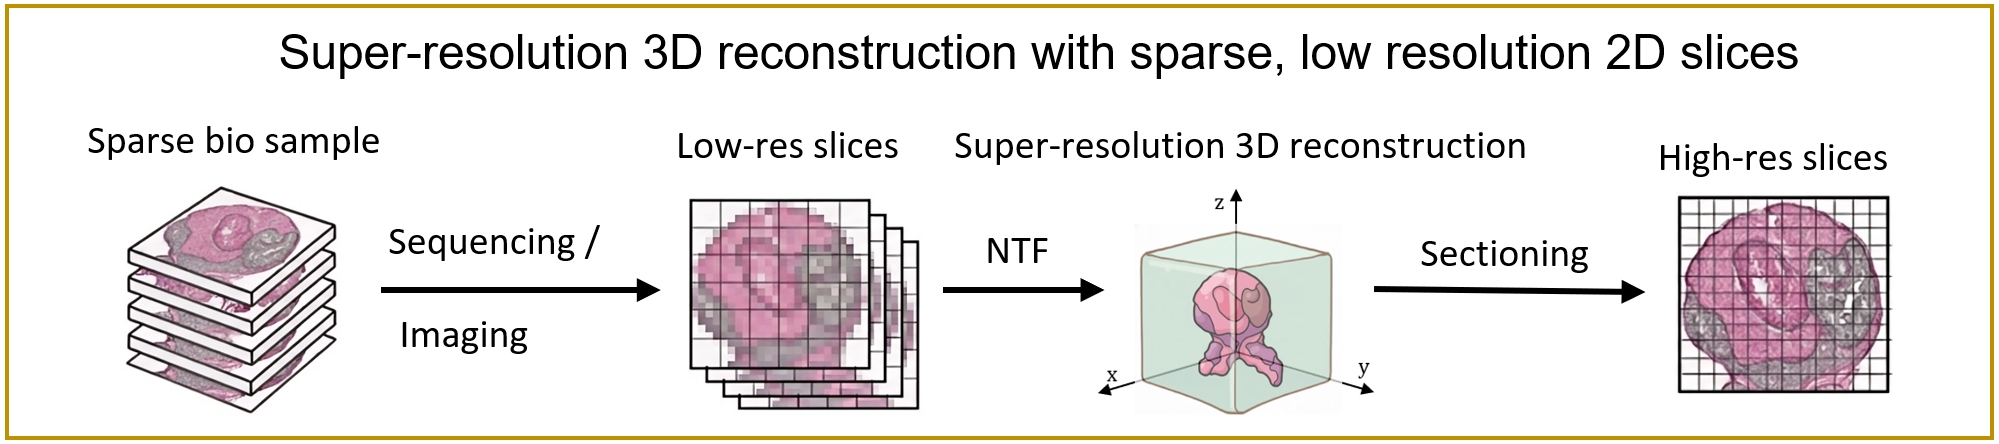 Super-resolution 3D reconstruction with sparse, low resolution 2D slices
Sparse bio sample
Sequencing /
Imaging
Low-res slices
NTF
Super-resolution 3D reconstruction
z
x
y
Sectioning
High-res slices